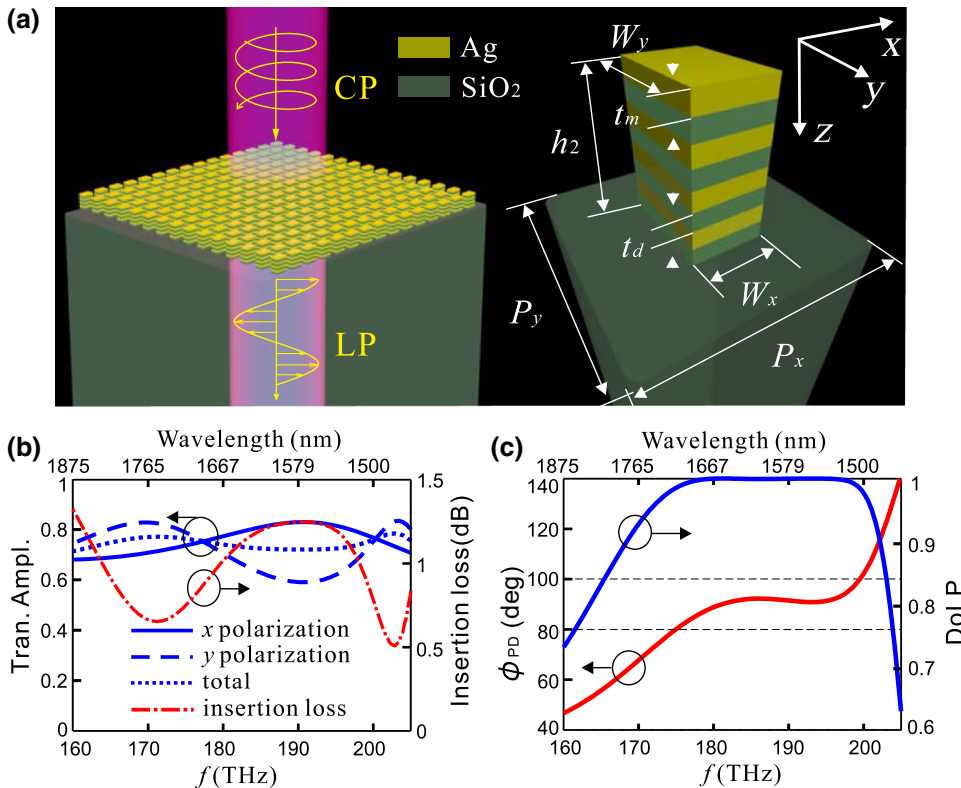 (a)
CP
Ag
SiO2
LP
Wy
tm
h2
td
Wx
Py
Px
x
y
z
(b)
Wavelength (nm)
1875 1765 1667 1579 1500
Tran. Ampl.
1
0.8
0.6
0.4
0.2
0
1.5
1
0.5
0
Insertion loss(dB)
x polarization
y polarization
total
insertion loss
160 170 180 190 200
f (THz)
(c)
Wavelength (nm)
1875 1765 1667 1579 1500
ϕPD (deg)
140
120
100
80
60
40
1
0.9
0.8
0.7
0.6
DoLP
160 170 180 190 200
f (THz)